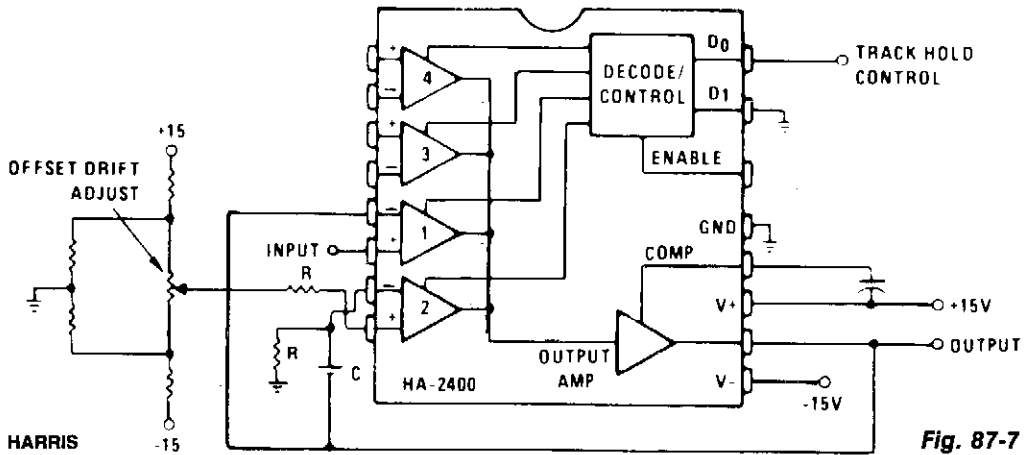 +15
OFFSET DRIFT
ADJUST
-15
HARRIS
INPUT
R
R
C
+
-
4
+
-
3
-
+
1
-
+
2
DECODE/
CONTROL
D0
D1
ENABLE
GND
COMP
V+
V-
OUTPUT
AMP
HA-2400
TRACK HOLD
CONTROL
+15V
OUTPUT
-15V
Fig. 87-7